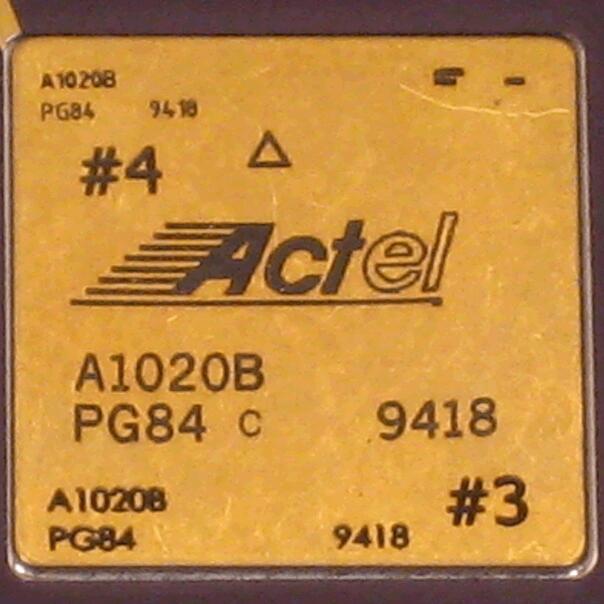 A1020B
PG84 9418
#4 △
Actel
A1020B
PG84 C 9418
A1020B #3
PG84 9418